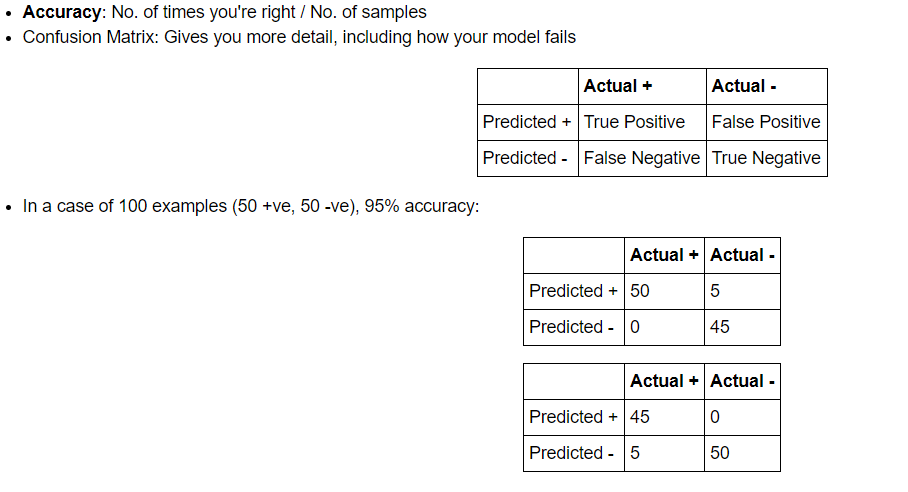 • Accuracy: No. of times you're right / No. of samples
• Confusion Matrix: Gives you more detail, including how your model fails
Actual + Actual -
Predicted + True Positive False Positive
Predicted - False Negative True Negative
• In a case of 100 examples (50 +ve, 50 -ve), 95% accuracy:
Actual + Actual -
Predicted + 50 5
Predicted - 0 45
Actual + Actual -
Predicted + 45 0
Predicted - 5 50